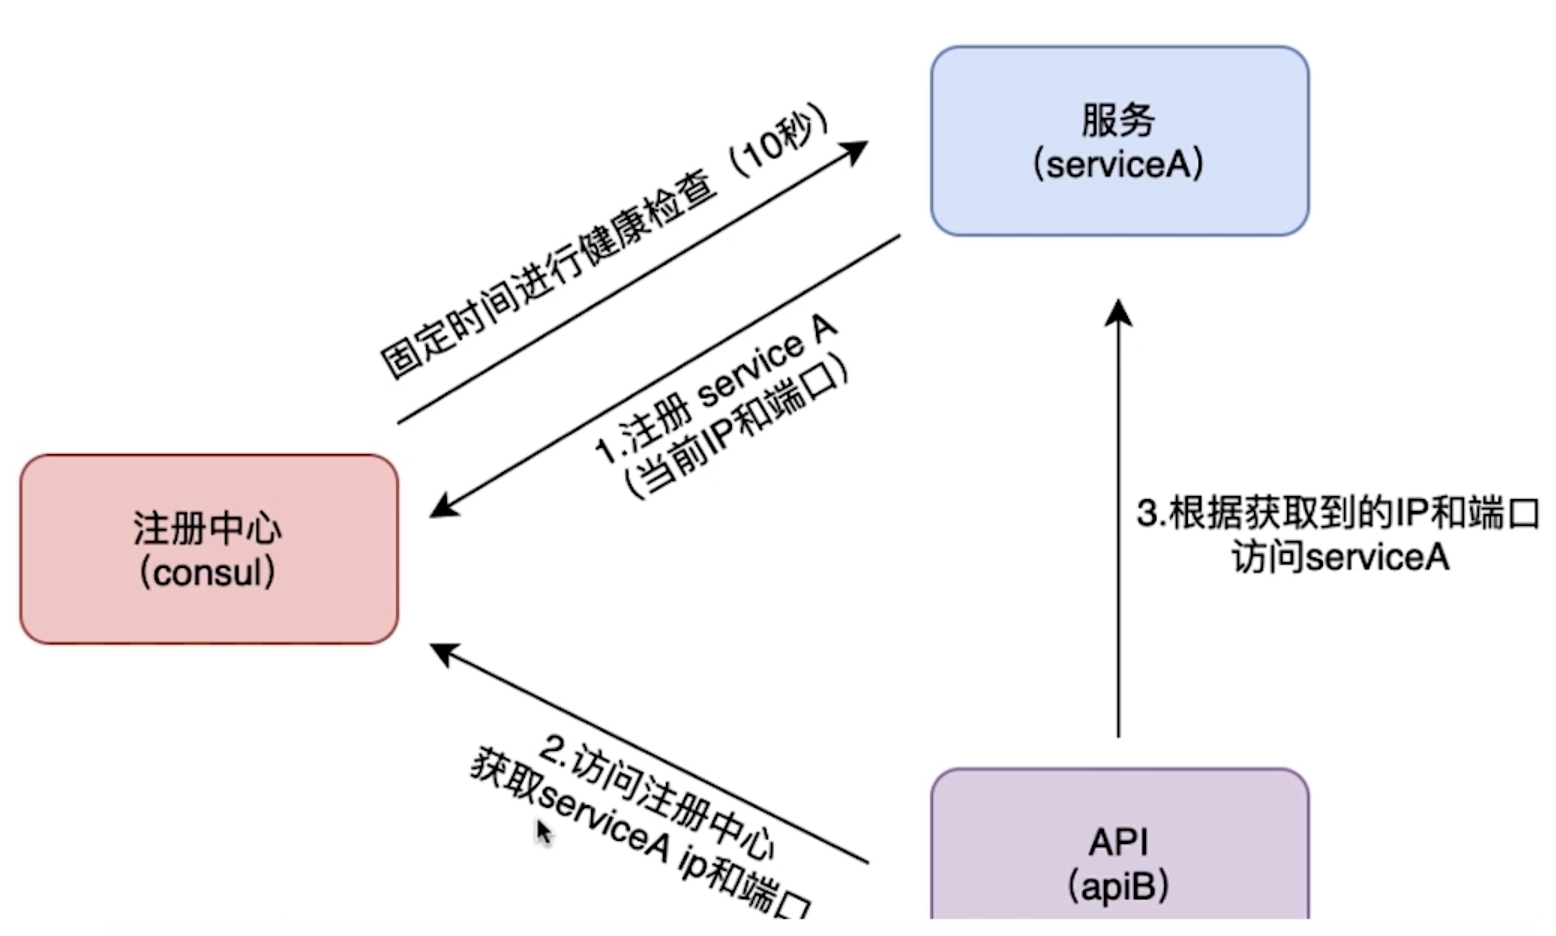 服务
（serviceA）
固定时间进行健康检查（10秒）
1.注册 service A
（当前IP和端口）
注册中心
（consul）
3.根据获取到的IP和端口
访问serviceA
2.访问注册中心
获取serviceA ip和端口
API
（apiB）